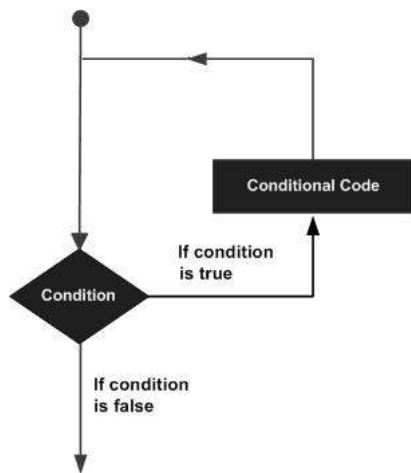 Conditional Code
If condition
is true
Condition
If condition
is false